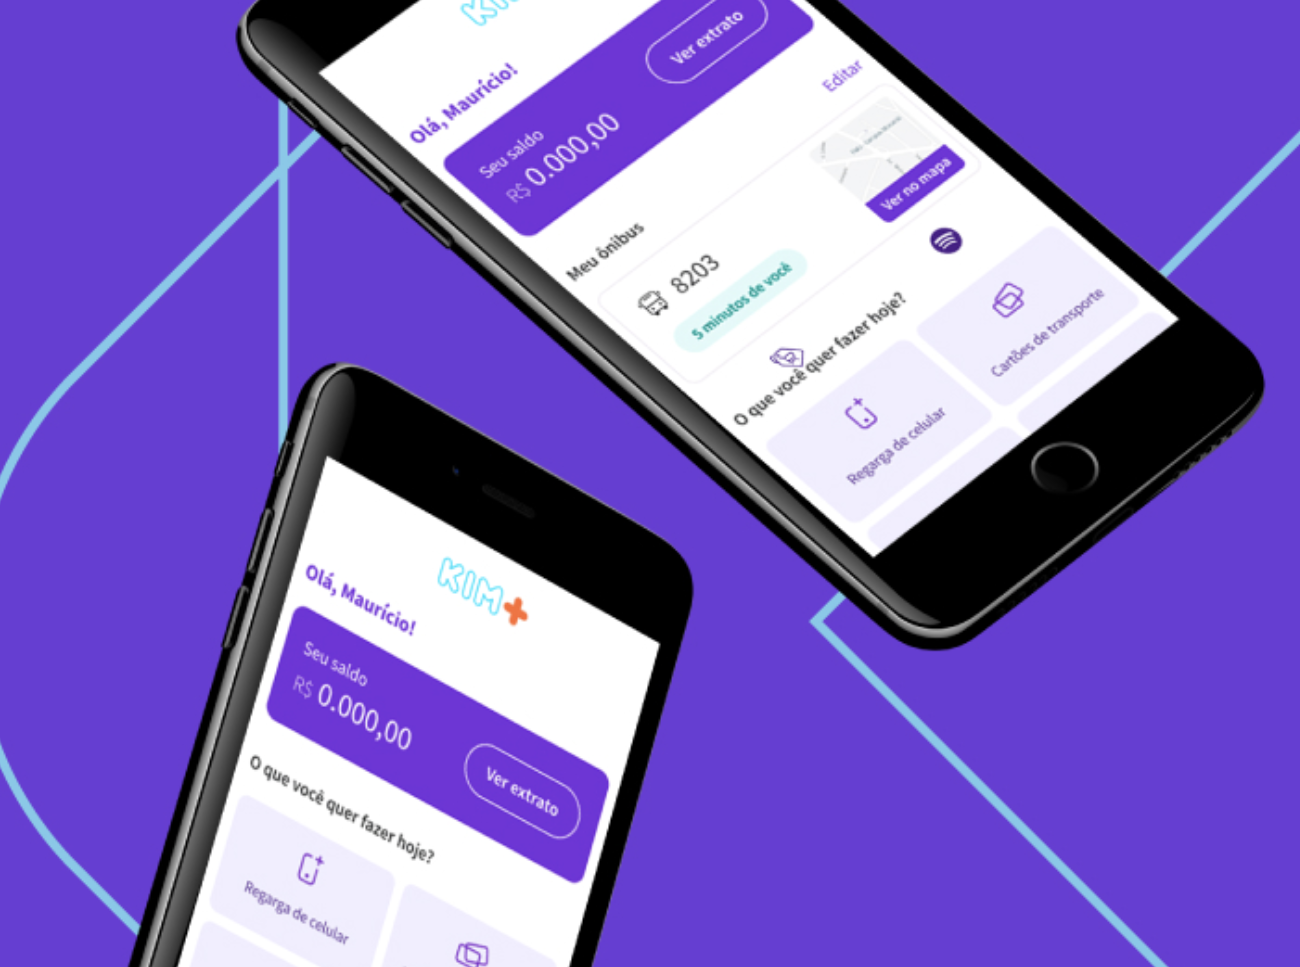 Olá, Maurício!
Seu saldo
R$ 0.000,00
Ver extrato
Editar
Meu ônibus
8203
5 minutos de você
Ver no mapa
O que você quer fazer hoje?
Regarga de celular
Cartões de transporte
KIM+
Olá, Maurício!
Seu saldo
R$ 0.000,00
Ver extrato
O que você quer fazer hoje?
Regarga de celular